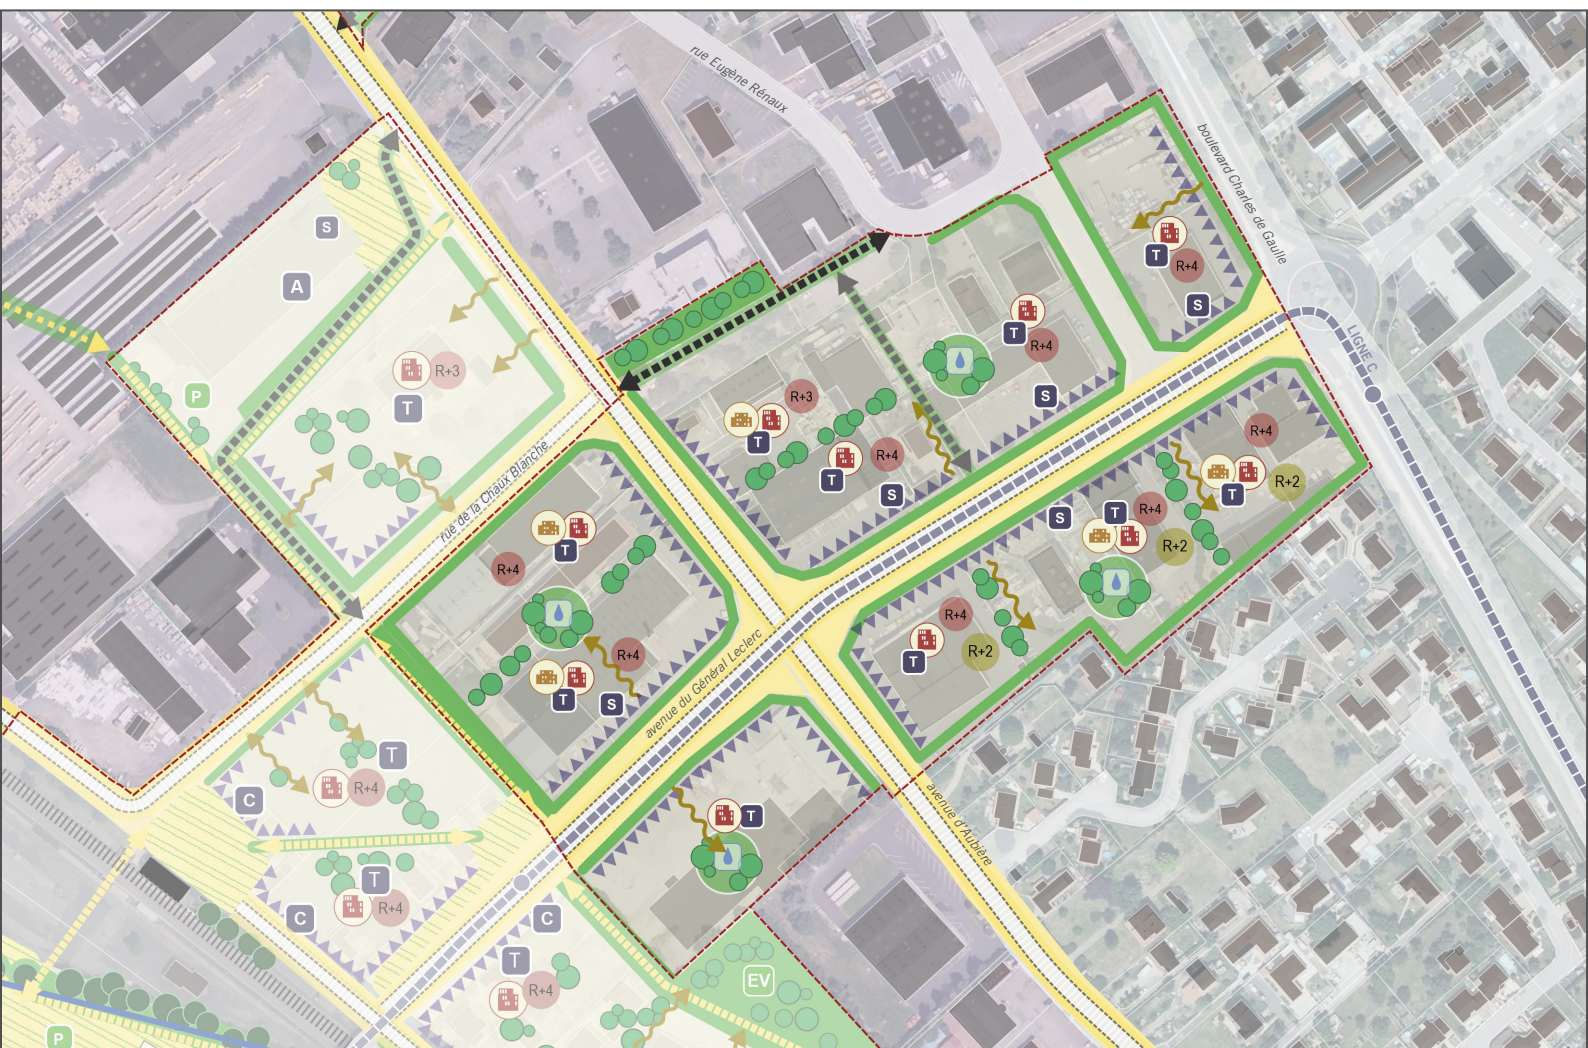 rue Eugène Rénaux
boulevard Charles de Gaulle
S
T
R+4
A
S
T
R+4
LIGNE C
R+3
P
T
R+3
S
T
R+4
T
R+4
S
R+4
R+2
T
rue de la Chaux Blanche
T
R+4
T
R+4
R+2
S
R+4
T
R+2
R+4
T
S
avenue du Général Leclerc
T
C
R+4
T
avenue d'Aubière
T
R+4
C
C
T
R+4
EV
P